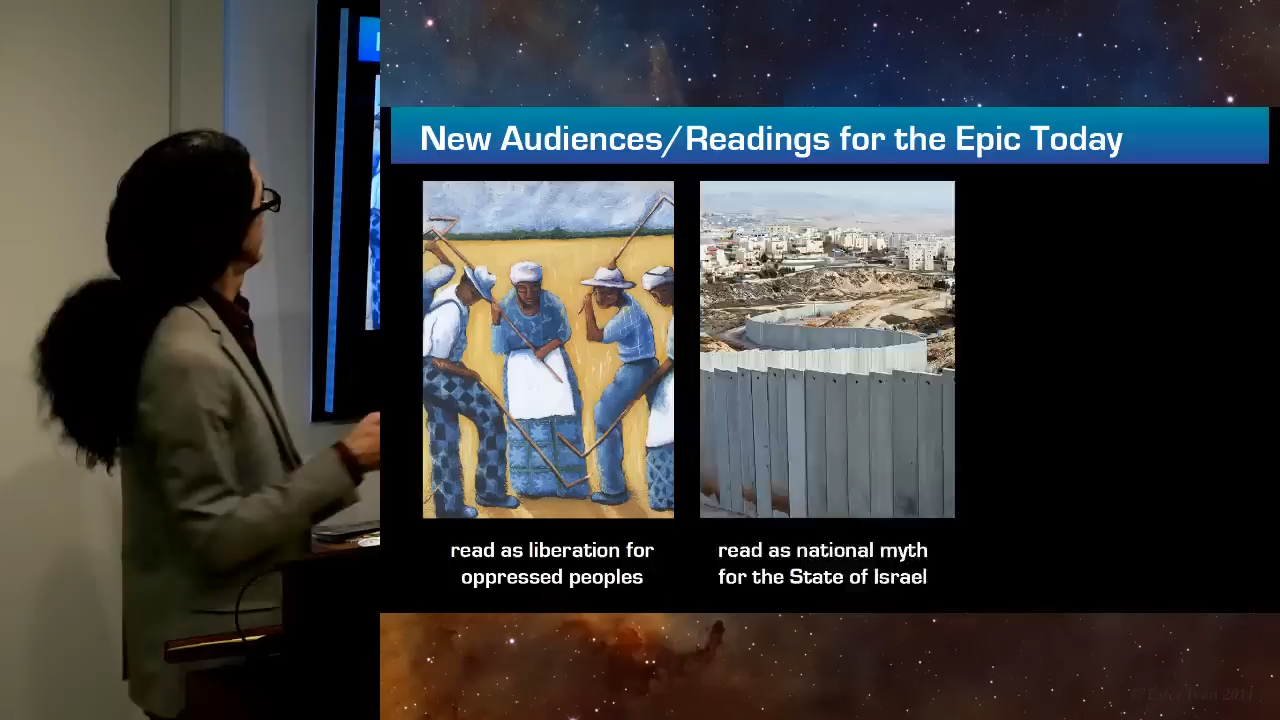 New Audiences/Readings for the Epic Today
read as liberation for
oppressed peoples
read as national myth
for the State of Israel